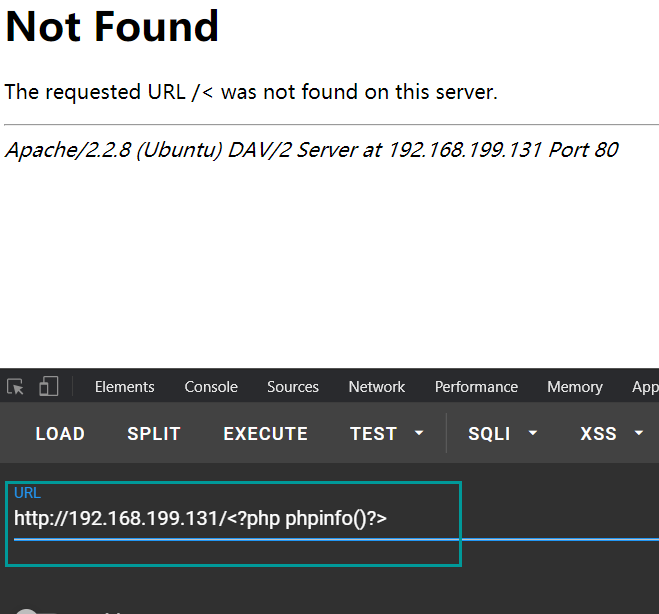 Not Found
The requested URL /< was not found on this server.
Apache/2.2.8 (Ubuntu) DAV/2 Server at 192.168.199.131 Port 80
Elements Console Sources Network Performance Memory App
LOAD SPLIT EXECUTE TEST SQLI XSS
URL
http://192.168.199.131/<?php phpinfo()?>